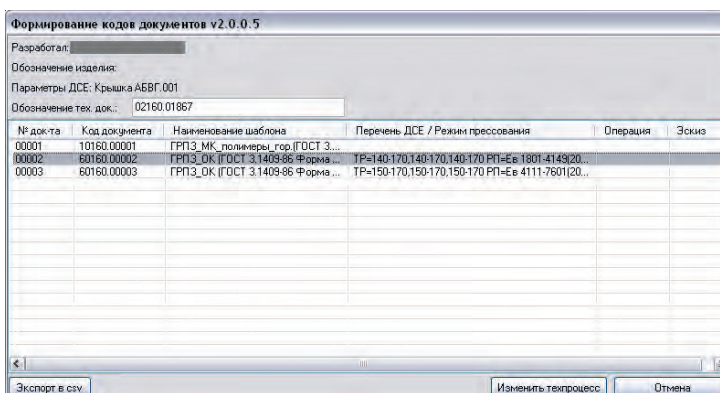 Формирование кодов документов v2.0.0.5
Разработал:
Обозначение изделия:
Параметры ДСЕ: Крышка АБВГ.001
Обозначение тех. док.: 02160.01867
№ док-та Код документа Наименование шаблона Перечень ДСЕ / Режим прессования Операция Эскиз
00001 10160.00001 ГРПЗ_МК_полимеры_гор.(ГОСТ 3....
00002 60160.00002 ГРПЗ_ОК (ГОСТ 3.1409-86 Форма ... ТР=140-170,140-170,140-170 РП=Ев 1801-4149(20...
00003 60160.00003 ГРПЗ_ОК (ГОСТ 3.1409-86 Форма ... ТР=150-170,150-170,150-170 РП=Ев 4111-7601(20...
Экспорт в csv Изменить техпроцесс Отмена